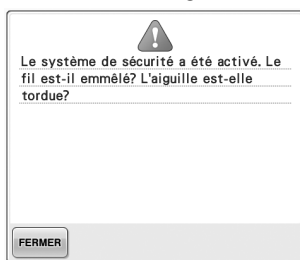 Le système de sécurité a été activé. Le
fil est-il emmêlé? L'aiguille est-elle
tordue?
FERMER